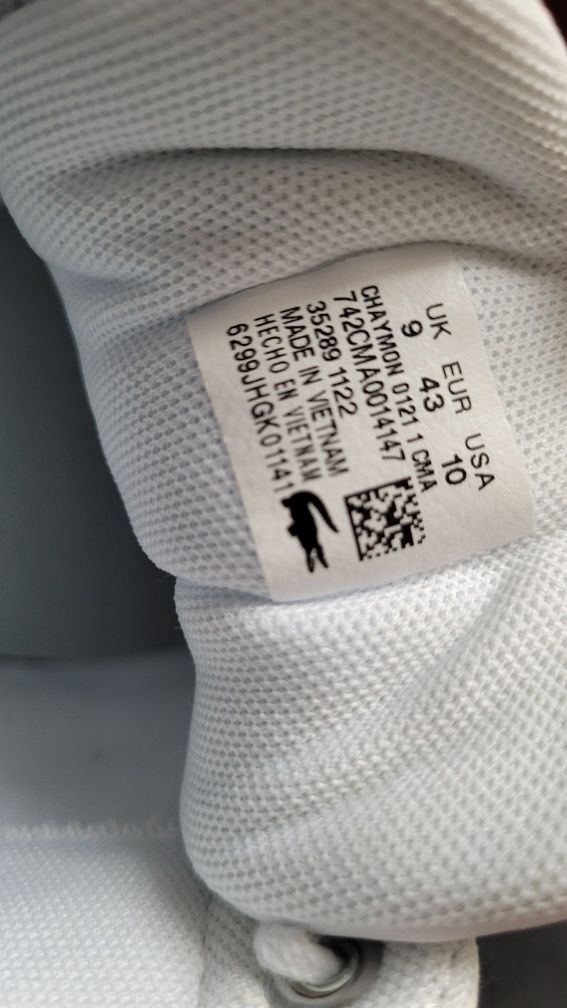 UK EUR USA
9 43 10
CHAYMON 0121 1 CMA
742CMA0014147
35289 1122
MADE IN VIETNAM
HECHO EN VIETNAM
6299JHGK01141